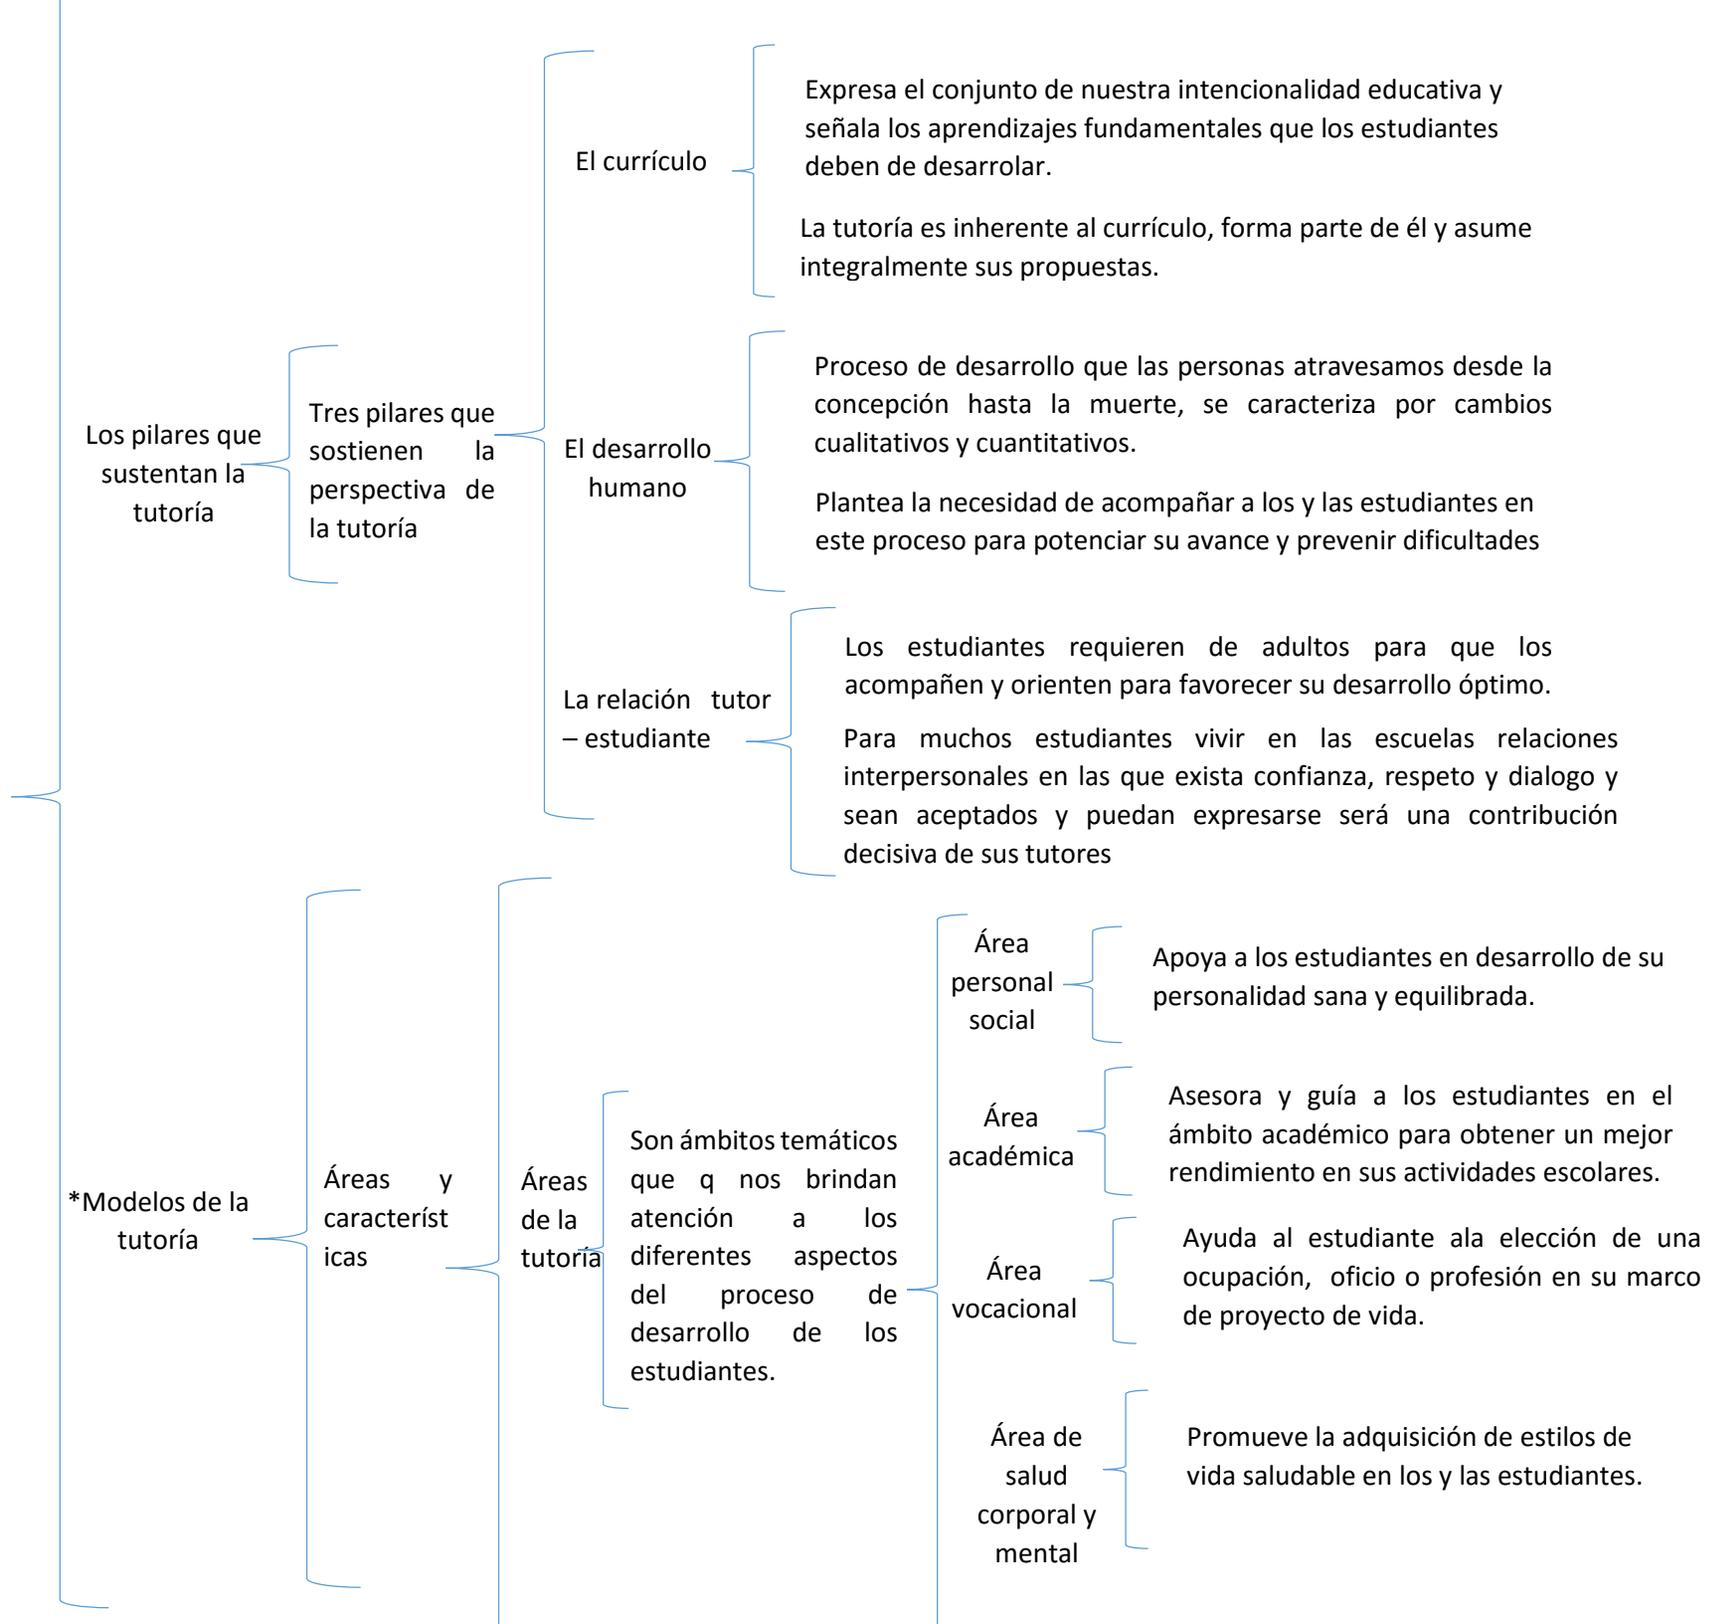 Expresa el conjunto de nuestra intencionalidad educativa y
señala los aprendizajes fundamentales que los estudiantes
deben de desarrolar.
El currículo
La tutoría es inherente al currículo, forma parte de él y asume
integralmente sus propuestas.
Los pilares que
sustentan la
tutoría
Tres pilares que
sostienen la
perspectiva de
la tutoría
El desarrollo
humano
Proceso de desarrollo que las personas atravesamos desde la
concepción hasta la muerte, se caracteriza por cambios
cualitativos y cuantitativos.
Plantea la necesidad de acompañar a los y las estudiantes en
este proceso para potenciar su avance y prevenir dificultades
La relación tutor
– estudiante
Los estudiantes requieren de adultos para que los
acompañen y orienten para favorecer su desarrollo óptimo.
Para muchos estudiantes vivir en las escuelas relaciones
interpersonales en las que exista confianza, respeto y dialogo y
sean aceptados y puedan expresarse será una contribución
decisiva de sus tutores
*Modelos de la
tutoría
Áreas y
característ
icas
Áreas
de la
tutoría
Son ámbitos temáticos
que q nos brindan
atención a los
diferentes aspectos
del proceso de
desarrollo de los
estudiantes.
Área
personal
social
Apoya a los estudiantes en desarrollo de su
personalidad sana y equilibrada.
Área
académica
Asesora y guía a los estudiantes en el
ámbito académico para obtener un mejor
rendimiento en sus actividades escolares.
Área
vocacional
Ayuda al estudiante ala elección de una
ocupación, oficio o profesión en su marco
de proyecto de vida.
Área de
salud
corporal y
mental
Promueve la adquisición de estilos de
vida saludable en los y las estudiantes.